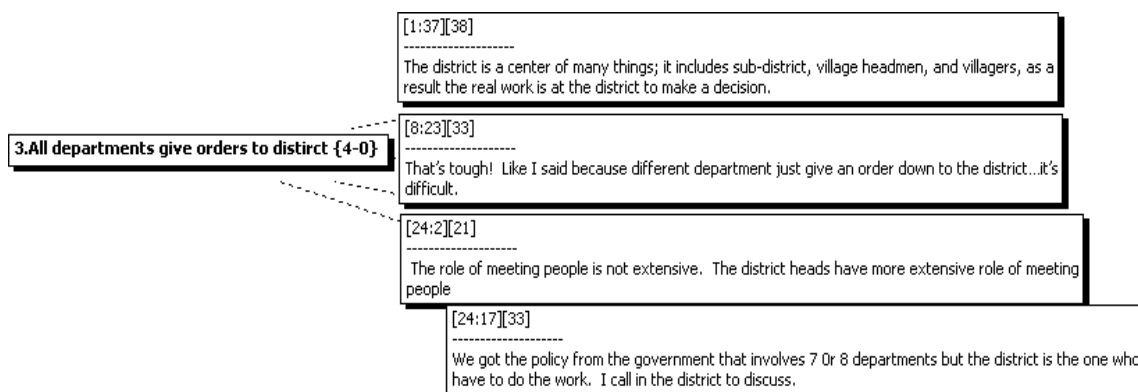 [1:37][38]
--------------------
The district is a center of many things; it includes sub-district, village headmen, and villagers, as a
result the real work is at the district to make a decision.
3.All departments give orders to distirct {4-0}
[8:23][33]
--------------------
That's tough!  Like I said because different department just give an order down to the district...it's
difficult.
[24:2][21]
--------------------
The role of meeting people is not extensive.  The district heads have more extensive role of meeting
people
[24:17][33]
--------------------
We got the policy from the government that involves 7 0r 8 departments but the district is the one who
have to do the work.  I call in the district to discuss.